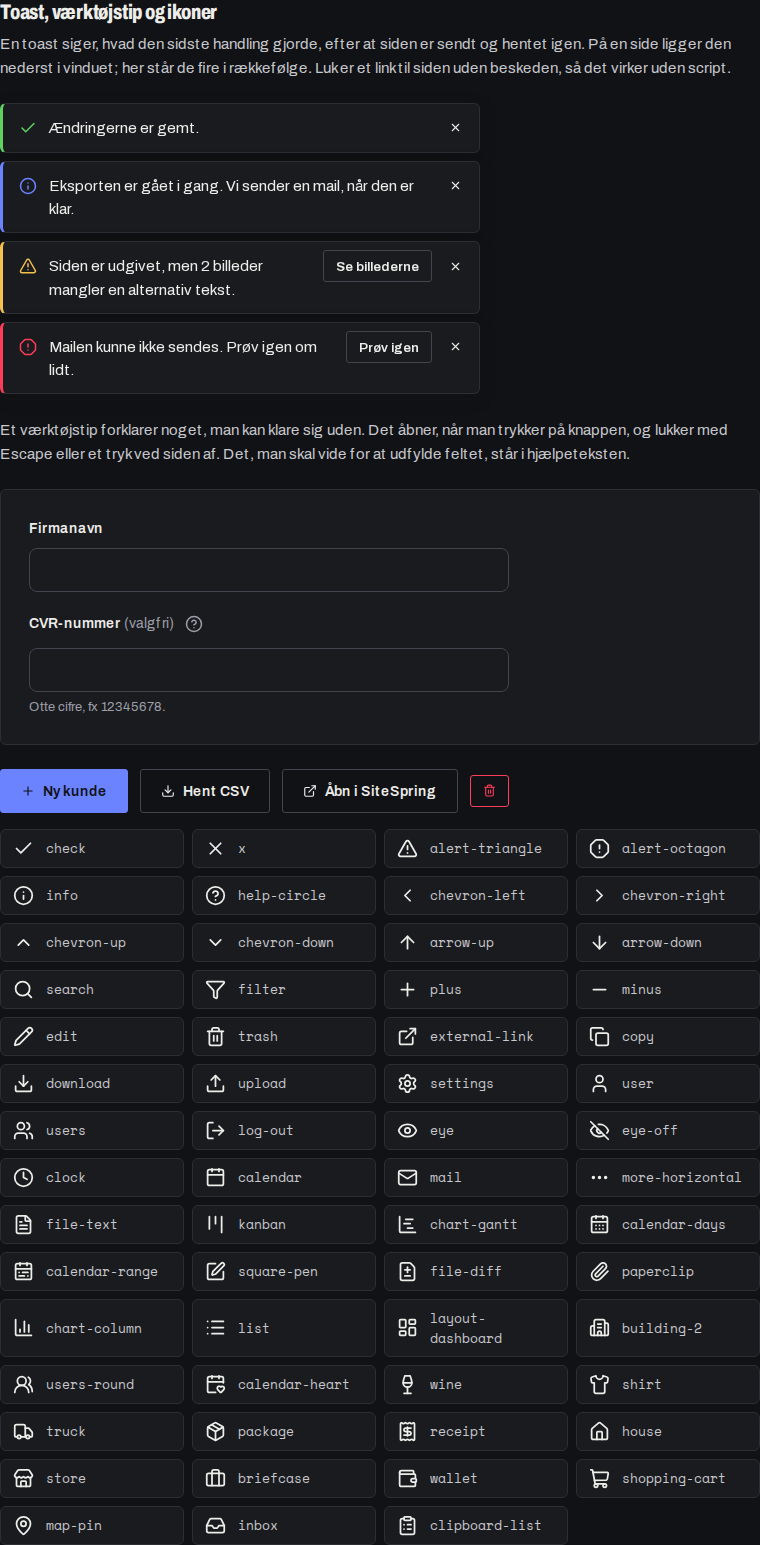 Toast, værktøjstip og ikoner
En toast siger, hvad den sidste handling gjorde, efter at siden er sendt og hentet igen. På en side ligger den
nederst i vinduet; her står de fire i rækkefølge. Luk er et link til siden uden beskeden, så det virker uden script.
Ændringerne er gemt.
Eksporten er gået i gang. Vi sender en mail, når den er
klar.
Siden er udgivet, men 2 billeder
mangler en alternativ tekst.
Se billederne
Mailen kunne ikke sendes. Prøv igen om
lidt.
Prøv igen
Et værktøjstip forklarer noget, man kan klare sig uden. Det åbner, når man trykker på knappen, og lukker med
Escape eller et tryk ved siden af. Det, man skal vide for at udfylde feltet, står i hjælpeteksten.
Firmanavn
CVR-nummer (valgfri)
Otte cifre, fx 12345678.
Ny kunde Hent CSV Åbn i SiteSpring
check x alert-triangle alert-octagon
info help-circle chevron-left chevron-right
chevron-up chevron-down arrow-up arrow-down
search filter plus minus
edit trash external-link copy
download upload settings user
users log-out eye eye-off
clock calendar mail more-horizontal
file-text kanban chart-gantt calendar-days
calendar-range square-pen file-diff paperclip
chart-column list layout-
dashboard building-2
users-round calendar-heart wine shirt
truck package receipt house
store briefcase wallet shopping-cart
map-pin inbox clipboard-list